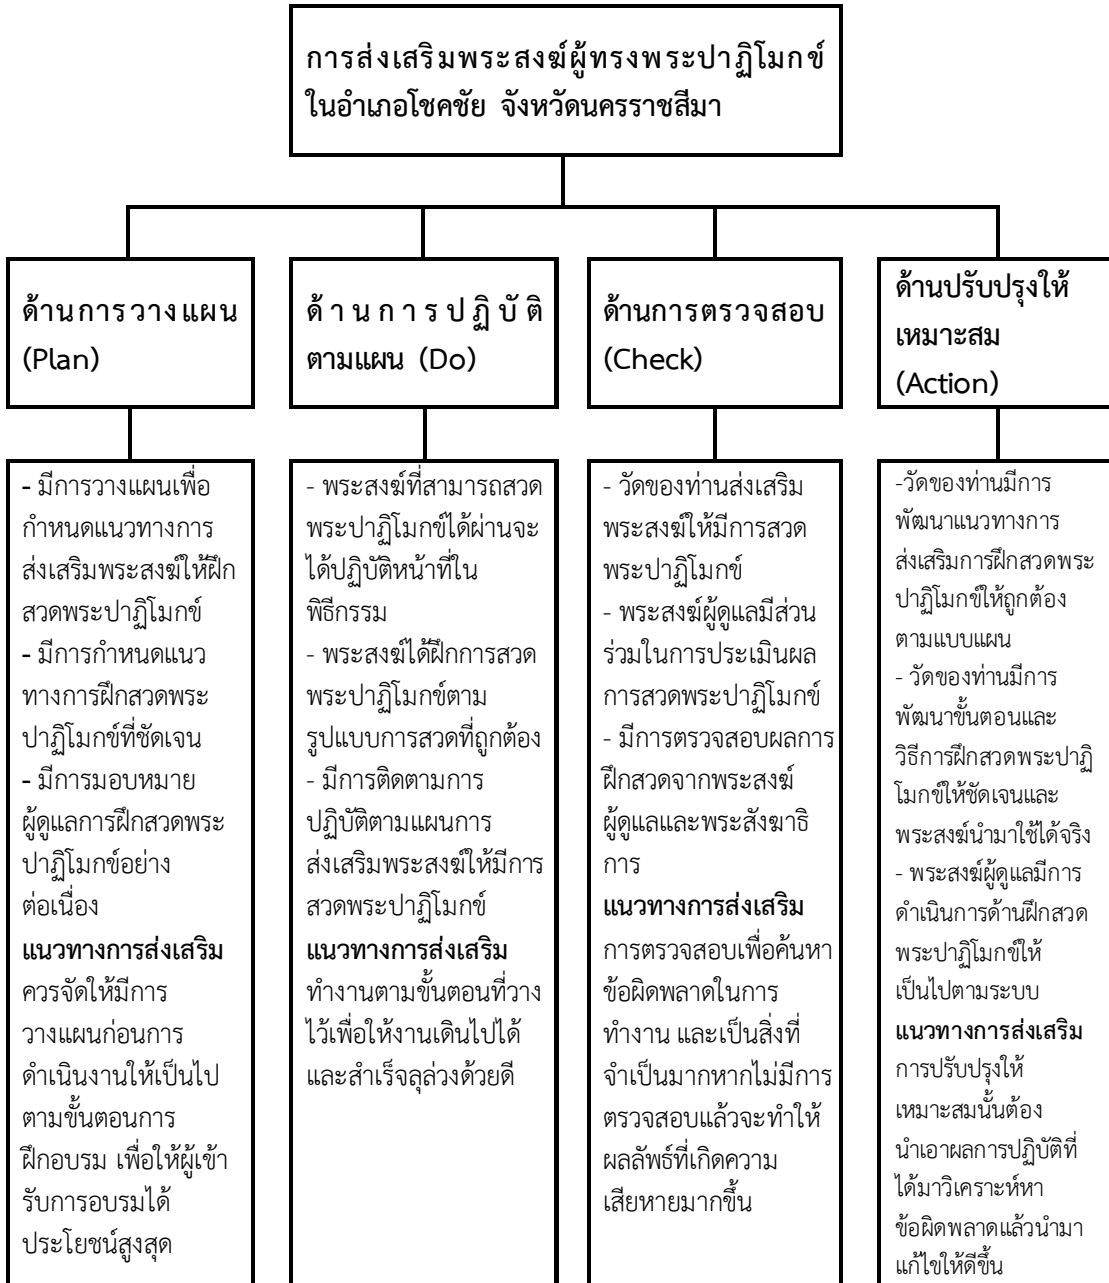 การส่งเสริมพระสงฆ์ผู้ทรงพระปาฏิโมกข์
ในอำเภอโชคชัย จังหวัดนครราชสีมา
ด้านการวางแผน
(Plan)
ด้านการปฏิบัติ
ตามแผน (Do)
ด้านการตรวจสอบ
(Check)
ด้านปรับปรุงให้
เหมาะสม
(Action)
- มีการวางแผนเพื่อ
กำหนดแนวทางการ
ส่งเสริมพระสงฆ์ให้ฝึก
สวดพระปาฏิโมกข์
- มีการกำหนดแนว
ทางการฝึกสวดพระ
ปาฏิโมกข์ที่ชัดเจน
- มีการมอบหมาย
ผู้ดูแลการฝึกสวดพระ
ปาฏิโมกข์อย่าง
ต่อเนื่อง
แนวทางการส่งเสริม
ควรจัดให้มีการ
วางแผนก่อนการ
ดำเนินงานให้เป็นไป
ตามขั้นตอนการ
ฝึกอบรม เพื่อให้ผู้เข้า
รับการอบรมได้
ประโยชน์สูงสุด
- พระสงฆ์ที่สามารถสวด
พระปาฏิโมกข์ได้ผ่านจะ
ได้ปฏิบัติหน้าที่ใน
พิธีกรรม
- พระสงฆ์ได้ฝึกการสวด
พระปาฏิโมกข์ตาม
รูปแบบการสวดที่ถูกต้อง
- มีการติดตามการ
ปฏิบัติตามแผนการ
ส่งเสริมพระสงฆ์ให้มีการ
สวดพระปาฏิโมกข์
แนวทางการส่งเสริม
ทำงานตามขั้นตอนที่วาง
ไว้เพื่อให้งานเดินไปได้
และสำเร็จลุล่วงด้วยดี
- วัดของท่านส่งเสริม
พระสงฆ์ให้มีการสวด
พระปาฏิโมกข์
- พระสงฆ์ผู้ดูแลมีส่วน
ร่วมในการประเมินผล
การสวดพระปาฏิโมกข์
- มีการตรวจสอบผลการ
ฝึกสวดจากพระสงฆ์
ผู้ดูแลและพระสังฆาธิ
การ
แนวทางการส่งเสริม
การตรวจสอบเพื่อค้นหา
ข้อผิดพลาดในการ
ทำงาน และเป็นสิ่งที่
จำเป็นมากหากไม่มีการ
ตรวจสอบแล้วจะทำให้
ผลลัพธ์ที่เกิดความ
เสียหายมากขึ้น
-วัดของท่านมีการ
พัฒนาแนวทางการ
ส่งเสริมการฝึกสวดพระ
ปาฏิโมกข์ให้ถูกต้อง
ตามแบบแผน
- วัดของท่านมีการ
พัฒนาขั้นตอนและ
วิธีการฝึกสวดพระปาฏิ
โมกข์ให้ชัดเจนและ
พระสงฆ์นำมาใช้ได้จริง
- พระสงฆ์ผู้ดูแลมีการ
ดำเนินการด้านฝึกสวด
พระปาฏิโมกข์ให้
เป็นไปตามระบบ
แนวทางการส่งเสริม
การปรับปรุงให้
เหมาะสมนั้นต้อง
นำเอาผลการปฏิบัติที่
ได้มาวิเคราะห์หา
ข้อผิดพลาดแล้วนำมา
แก้ไขให้ดีขึ้น